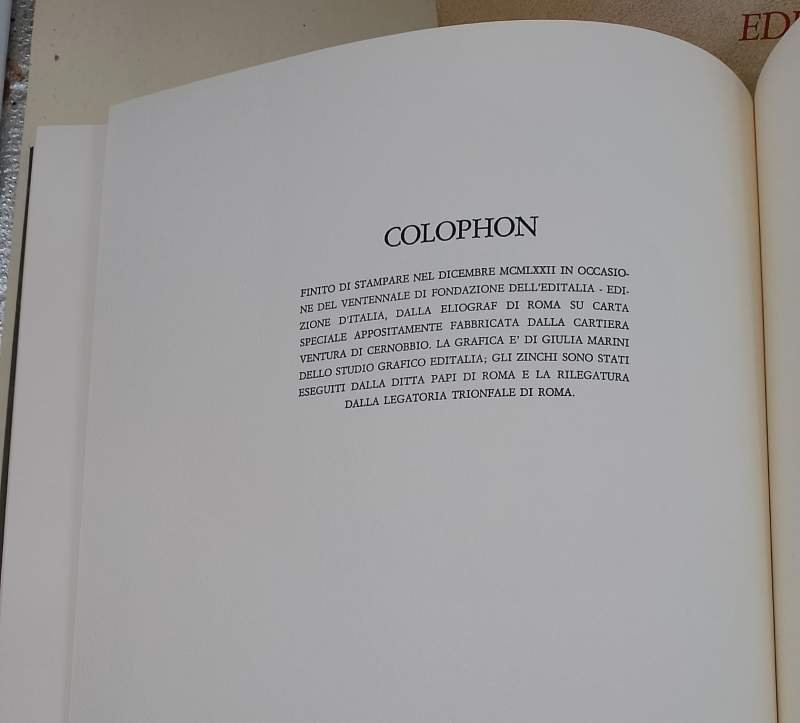 EDI
COLOPHON
FINITO DI STAMPARE NEL DICEMBRE MCMLXXII IN OCCASIO-
NE DEL VENTENNALE DI FONDAZIONE DELL'EDITALIA - EDI-
ZIONE D'ITALIA, DALLA ELIOGRAF DI ROMA SU CARTA
SPECIALE APPOSITAMENTE FABBRICATA DALLA CARTIERA
VENTURA DI CERNOBBIO. LA GRAFICA E' DI GIULIA MARINI
DELLO STUDIO GRAFICO EDITALIA; GLI ZINCHI SONO STATI
ESEGUITI DALLA DITTA PAPI DI ROMA E LA RILEGATURA
DALLA LEGATORIA TRIONFALE DI ROMA.